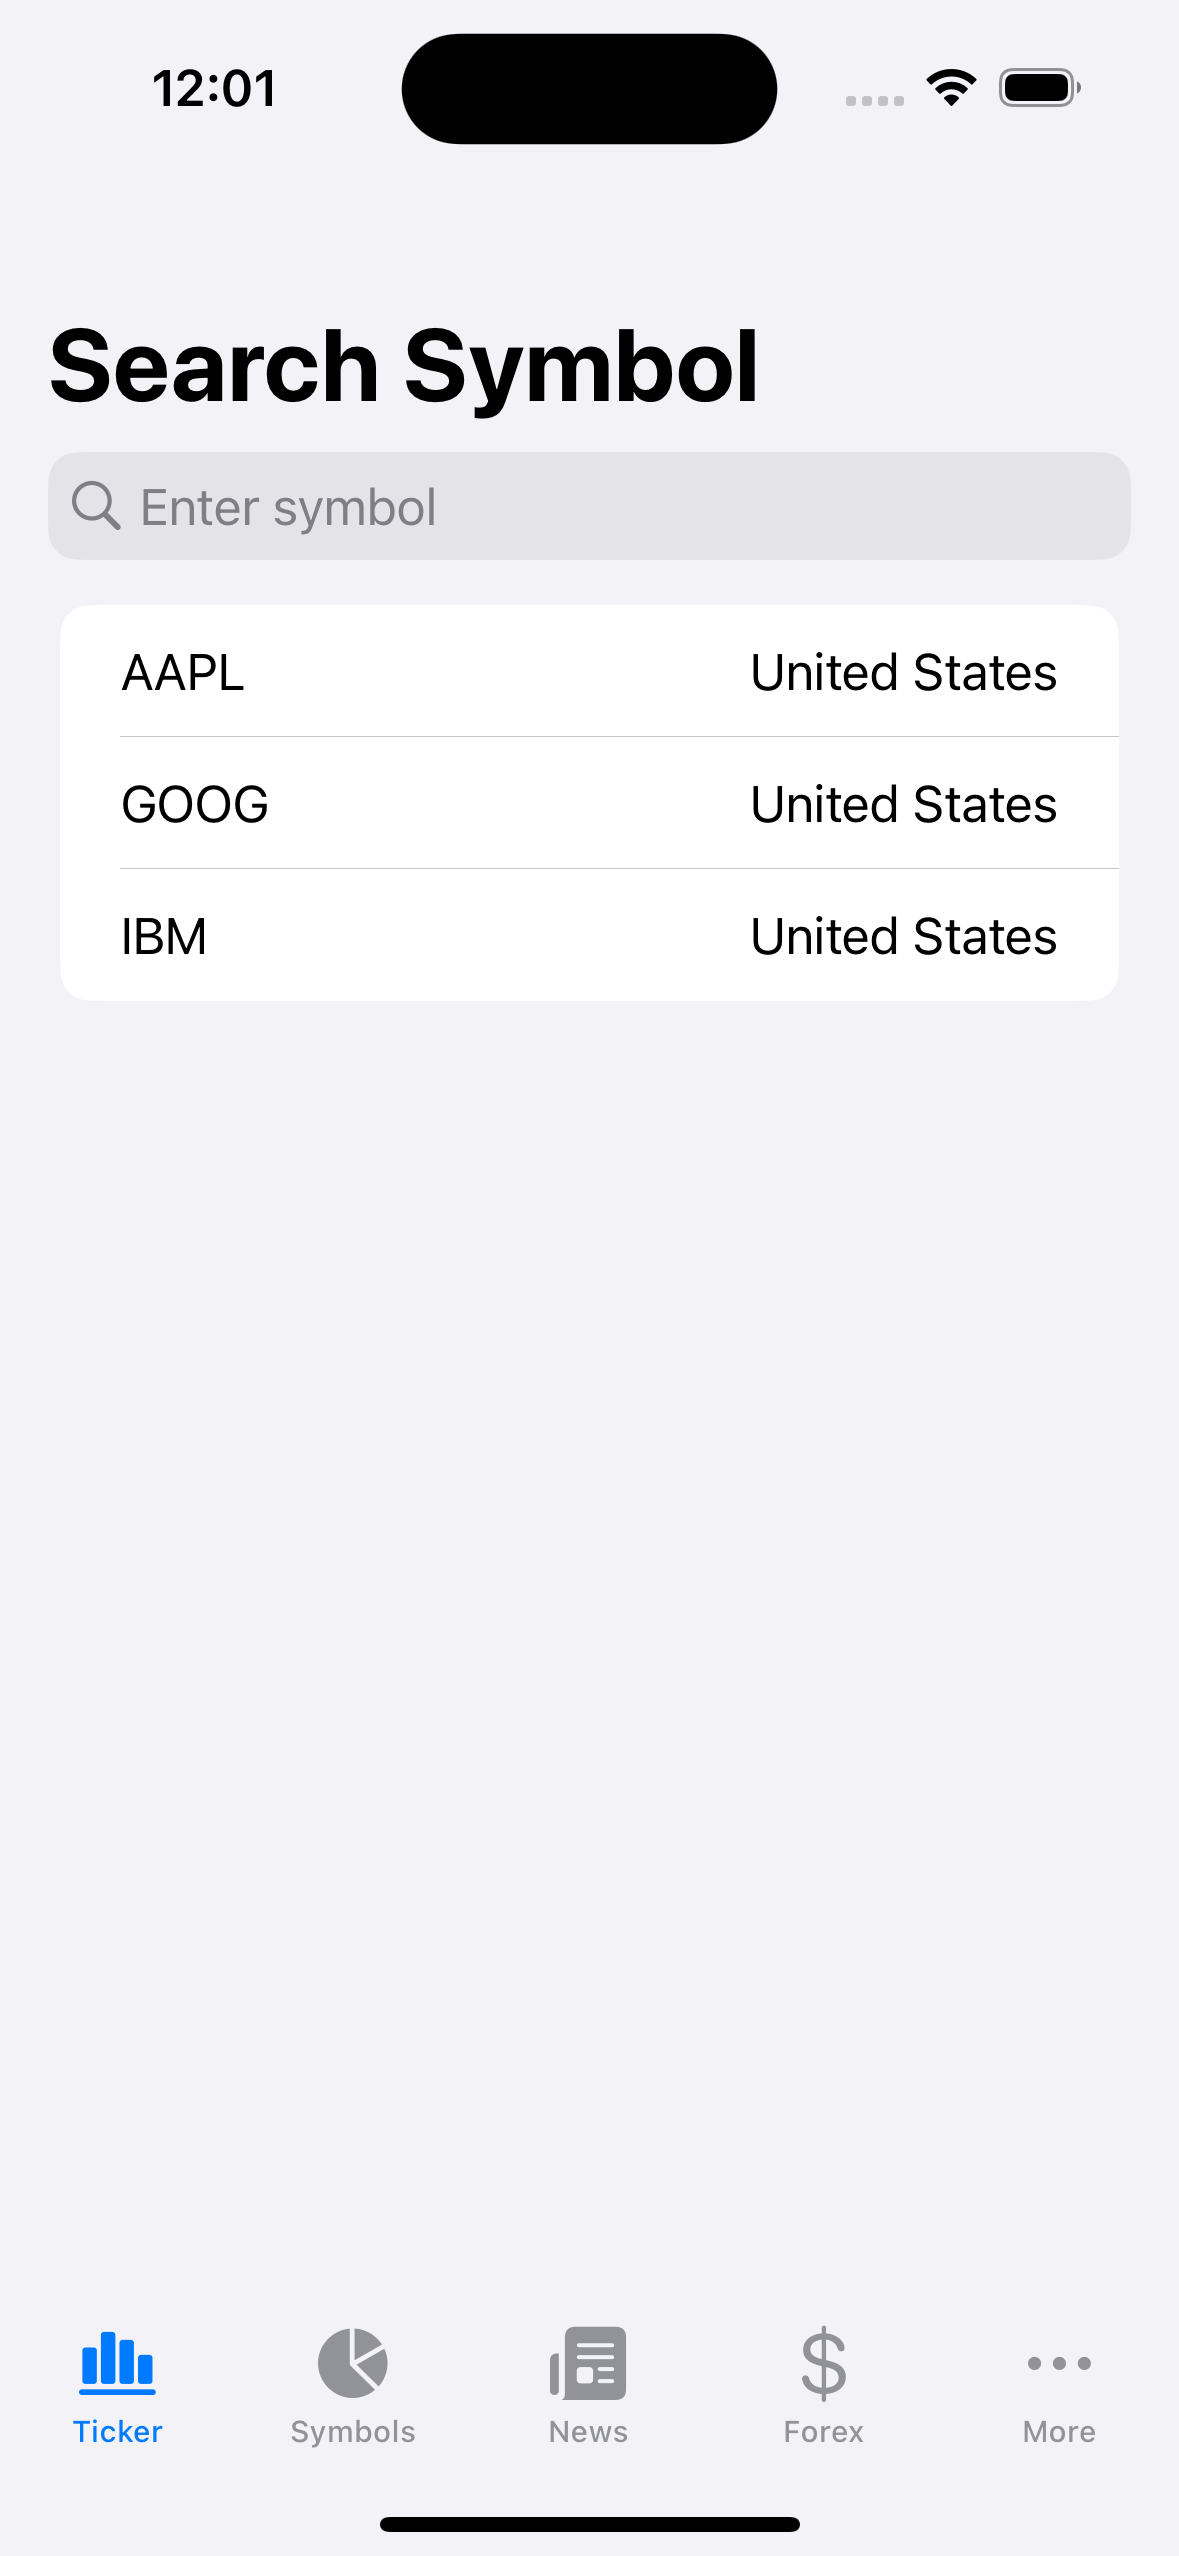 12:01
Search Symbol
Enter symbol
AAPL United States
GOOG United States
IBM United States
Ticker Symbols News Forex More